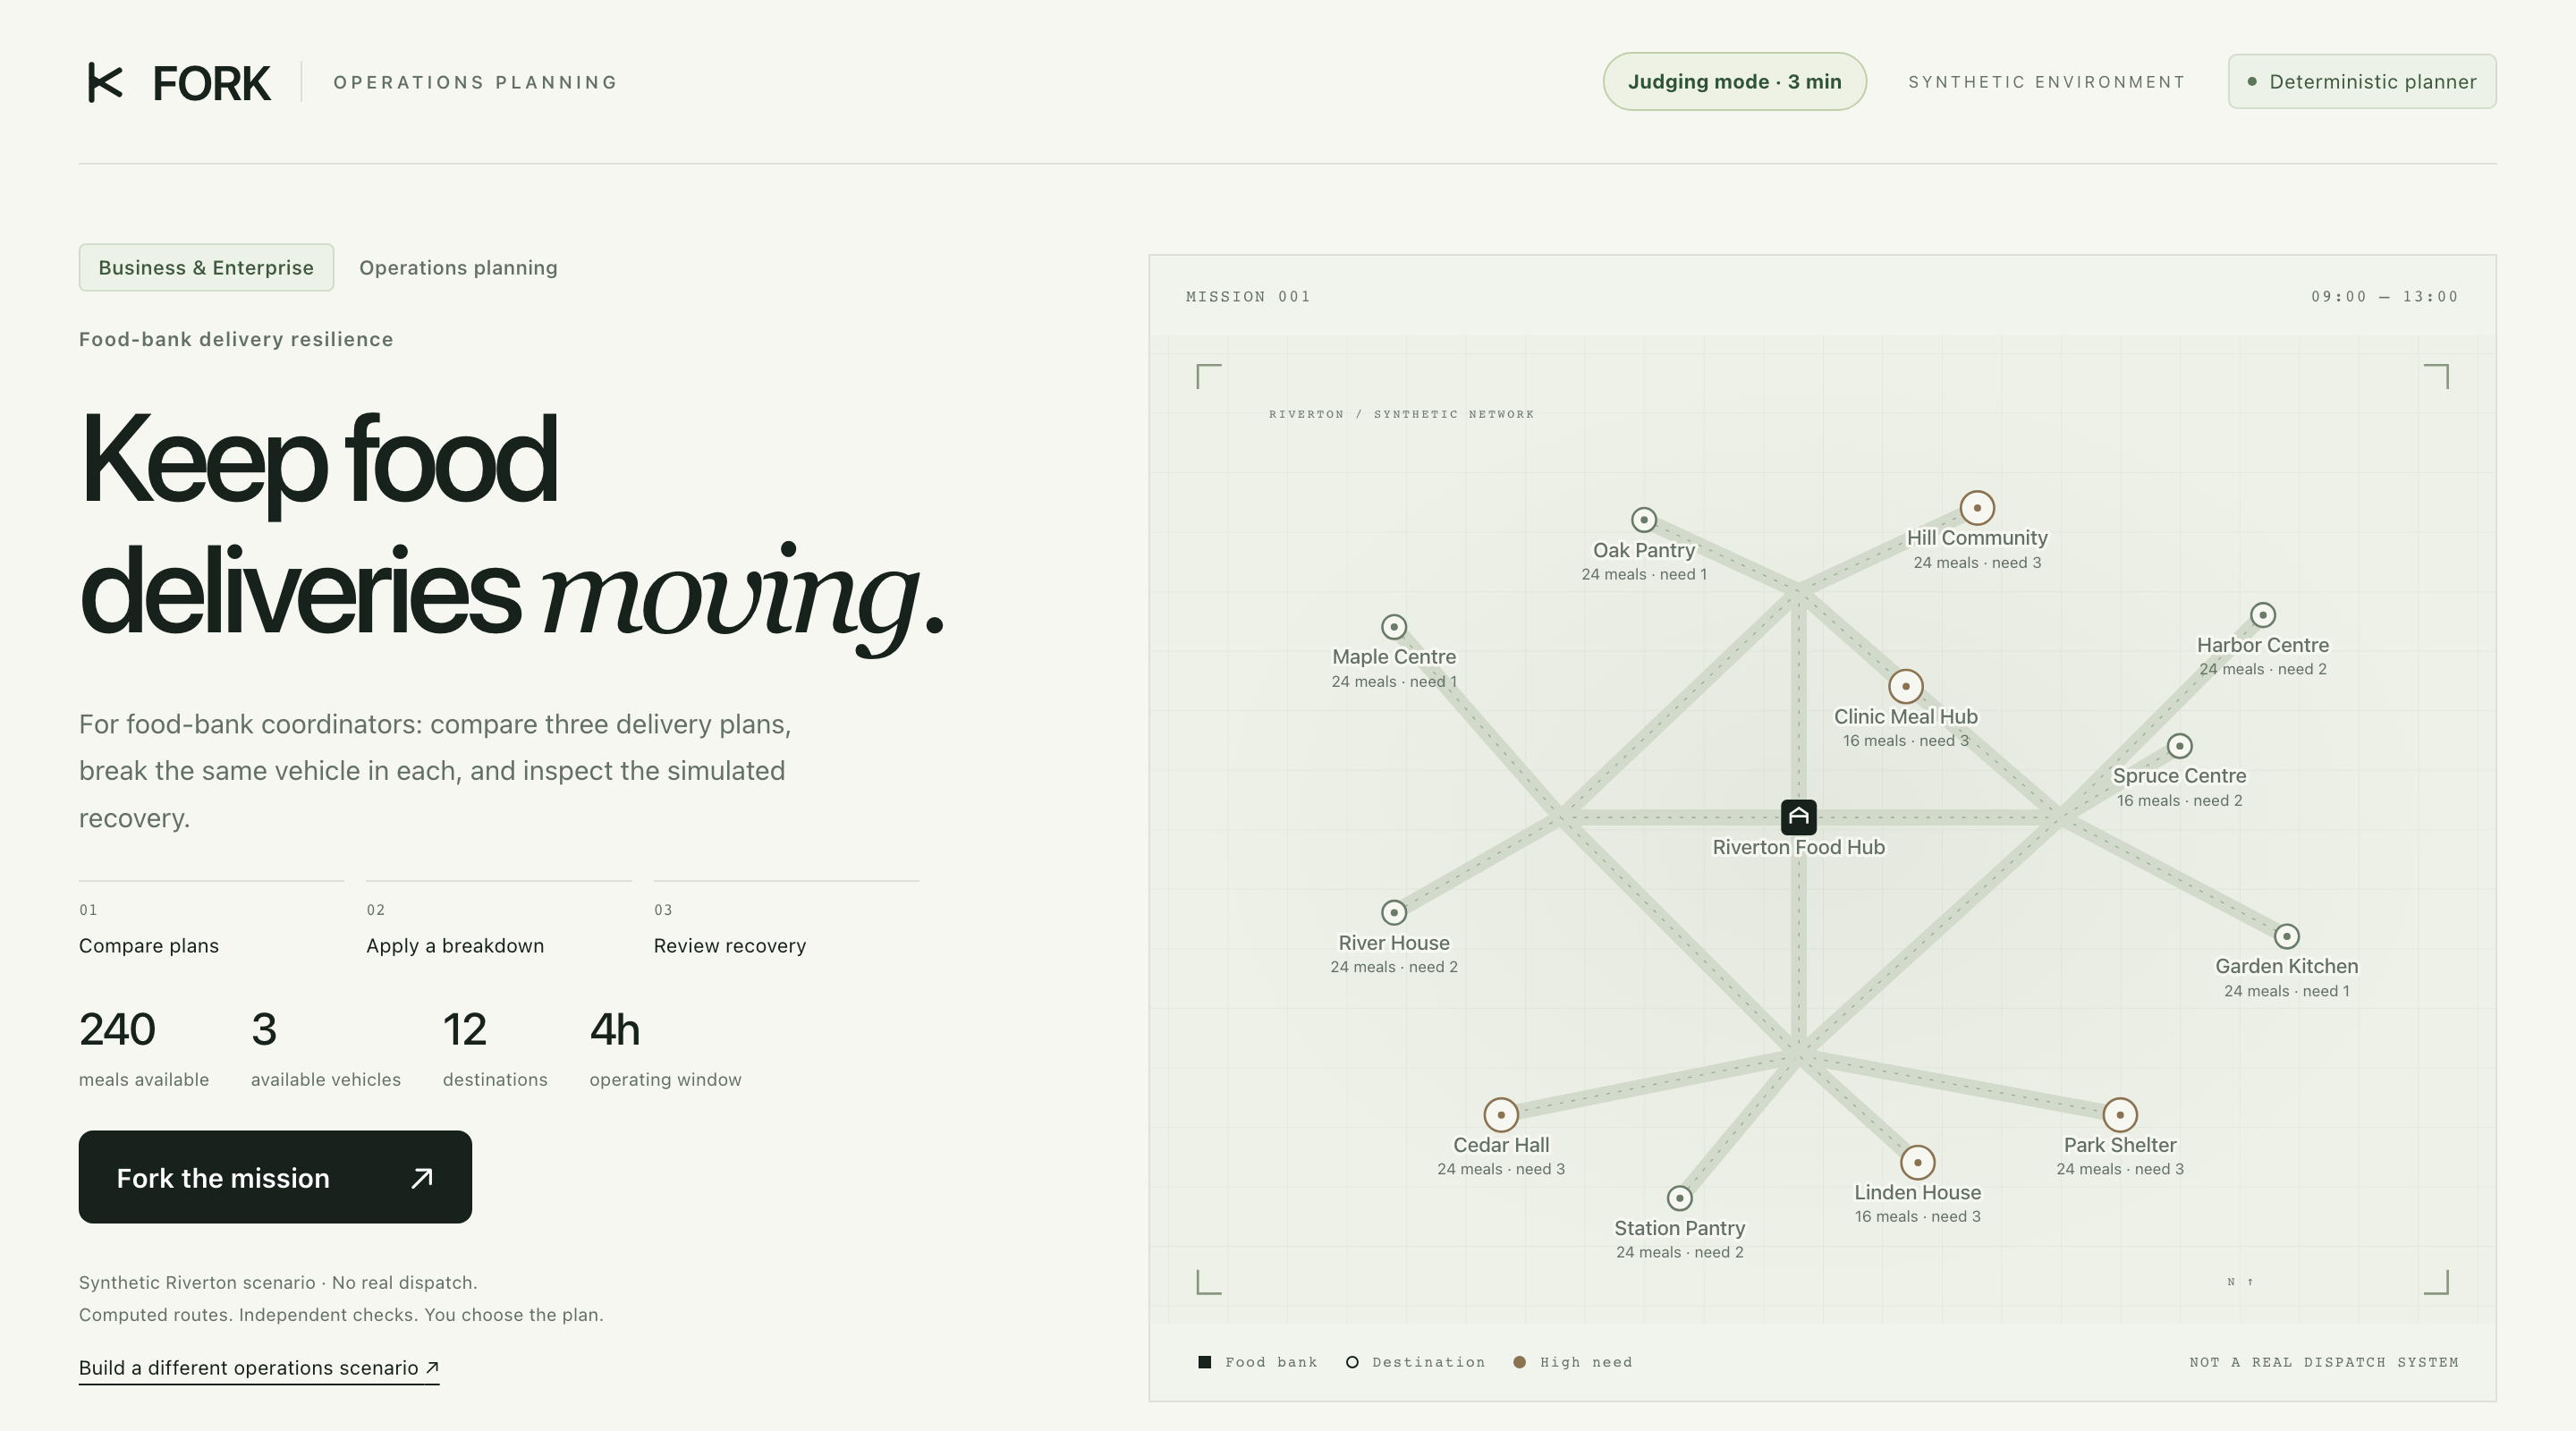 FORK
OPERATIONS PLANNING
Judging mode · 3 min
SYNTHETIC ENVIRONMENT
Deterministic planner
Business & Enterprise
Operations planning
Food-bank delivery resilience
Keep food
deliveries moving.
For food-bank coordinators: compare three delivery plans,
break the same vehicle in each, and inspect the simulated
recovery.
01
Compare plans
02
Apply a breakdown
03
Review recovery
240
meals available
3
available vehicles
12
destinations
4h
operating window
Fork the mission ↗
Synthetic Riverton scenario · No real dispatch.
Computed routes. Independent checks. You choose the plan.
Build a different operations scenario ↗
MISSION 001
09:00 — 13:00
RIVERTON / SYNTHETIC NETWORK
Oak Pantry
24 meals · need 1
Hill Community
24 meals · need 3
Maple Centre
24 meals · need 1
Harbor Centre
24 meals · need 2
Clinic Meal Hub
16 meals · need 3
Spruce Centre
16 meals · need 2
Riverton Food Hub
River House
24 meals · need 2
Garden Kitchen
24 meals · need 1
Cedar Hall
24 meals · need 3
Park Shelter
24 meals · need 3
Linden House
16 meals · need 3
Station Pantry
24 meals · need 2
N ↑
Food bank
Destination
High need
NOT A REAL DISPATCH SYSTEM